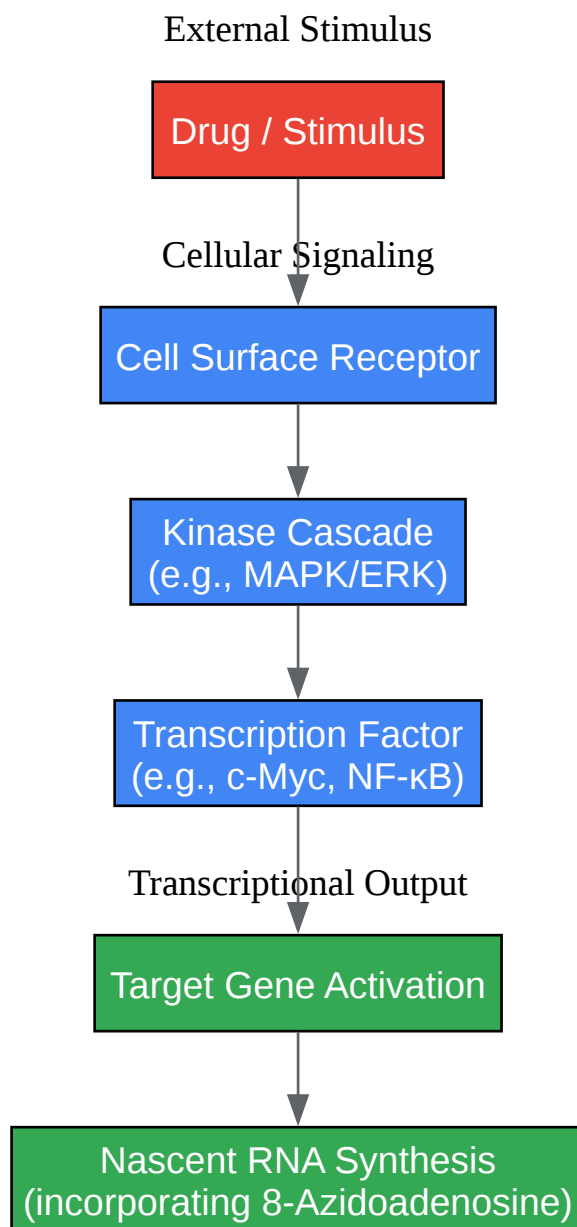 External Stimulus
Drug / Stimulus
Cellular Signaling
Cell Surface Receptor
Kinase Cascade
(e.g., MAPK/ERK)
Transcription Factor
(e.g., c-Myc, NF-κB)
Transcriptional Output
Target Gene Activation
Nascent RNA Synthesis
(incorporating 8-Azidoadenosine)